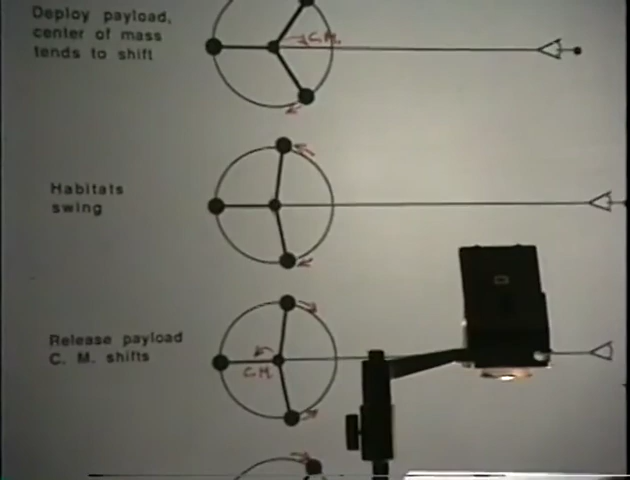 Deploy payload,
center of mass
tends to shift
C.M.
Habitats
swing
Release payload
C. M. shifts
C.M.